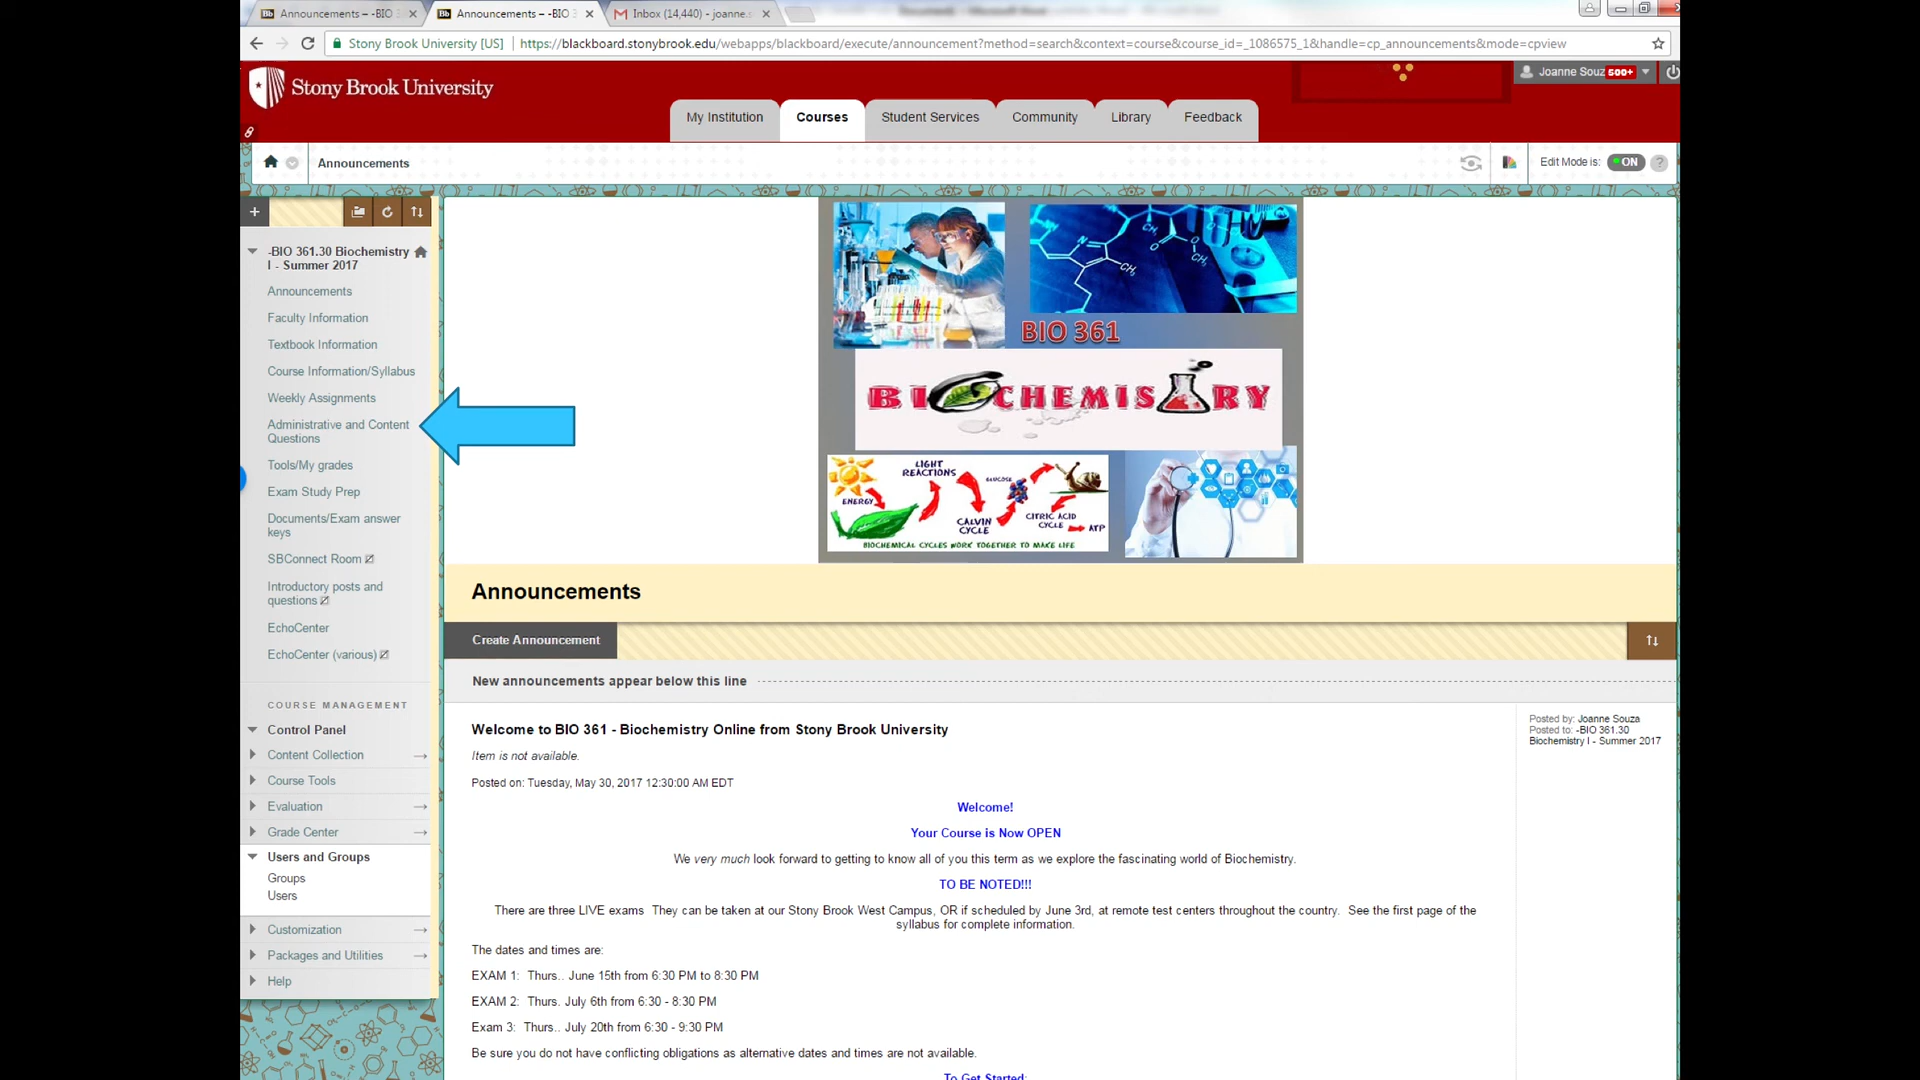 Announcements – -BIO 3
Announcements – -BIO 3
Inbox (14,440) - joanne.s
Stony Brook University [US]
https://blackboard.stonybrook.edu/webapps/blackboard/execute/announcement?method=search&context=course&course_id=_1086575_1&handle=cp_announcements&mode=cpview
Stony Brook University
Joanne Souz 500+
My Institution
Courses
Student Services
Community
Library
Feedback
Announcements
Edit Mode is: ON ?
-BIO 361.30 Biochemistry
I - Summer 2017
Announcements
Faculty Information
Textbook Information
Course Information/Syllabus
Weekly Assignments
Administrative and Content
Questions
Tools/My grades
Exam Study Prep
Documents/Exam answer
keys
SBConnect Room
Introductory posts and
questions
EchoCenter
EchoCenter (various)
COURSE MANAGEMENT
Control Panel
Content Collection
Course Tools
Evaluation
Grade Center
Users and Groups
Groups
Users
Customization
Packages and Utilities
Help
CH₃
O
CH₃
CH₃
BIO 361
BIOCHEMISTRY
LIGHT
REACTIONS
GLUCOSE
ENERGY
CALVIN
CYCLE
CITRIC ACID
CYCLE
ATP
BIOCHEMICAL CYCLES WORK TOGETHER TO MAKE LIFE
Announcements
Create Announcement
New announcements appear below this line
Welcome to BIO 361 - Biochemistry Online from Stony Brook University
Item is not available.
Posted on: Tuesday, May 30, 2017 12:30:00 AM EDT
Posted by: Joanne Souza
Posted to: -BIO 361.30
Biochemistry I - Summer 2017
Welcome!
Your Course is Now OPEN
We very much look forward to getting to know all of you this term as we explore the fascinating world of Biochemistry.
TO BE NOTED!!!
There are three LIVE exams They can be taken at our Stony Brook West Campus, OR if scheduled by June 3rd, at remote test centers throughout the country. See the first page of the
syllabus for complete information.
The dates and times are:
EXAM 1: Thurs.. June 15th from 6:30 PM to 8:30 PM
EXAM 2: Thurs. July 6th from 6:30 - 8:30 PM
Exam 3: Thurs.. July 20th from 6:30 - 9:30 PM
Be sure you do not have conflicting obligations as alternative dates and times are not available.
To Get Started: